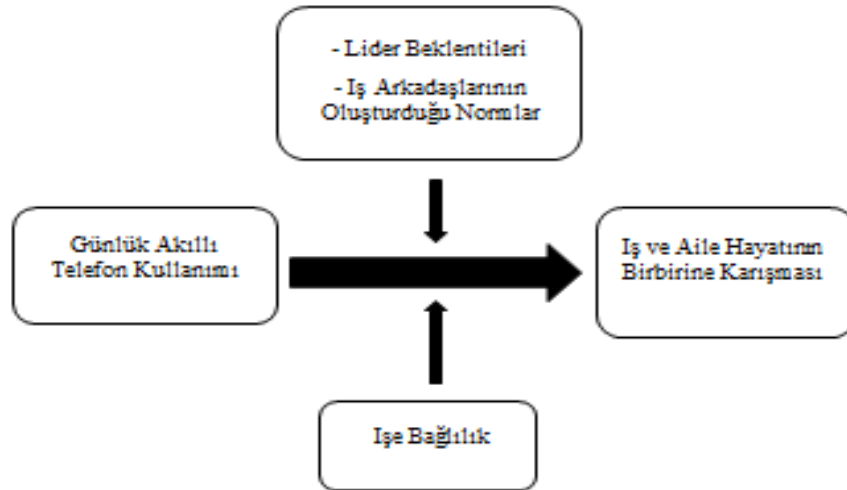 - Lider Beklentileri
- Iş Arkadaşlarının
Oluşturduğu Normlar
Günlük Akıllı
Telefon Kullanımı
Iş ve Aile Hayatının
Birbirine Karışması
Işe Bağlılık